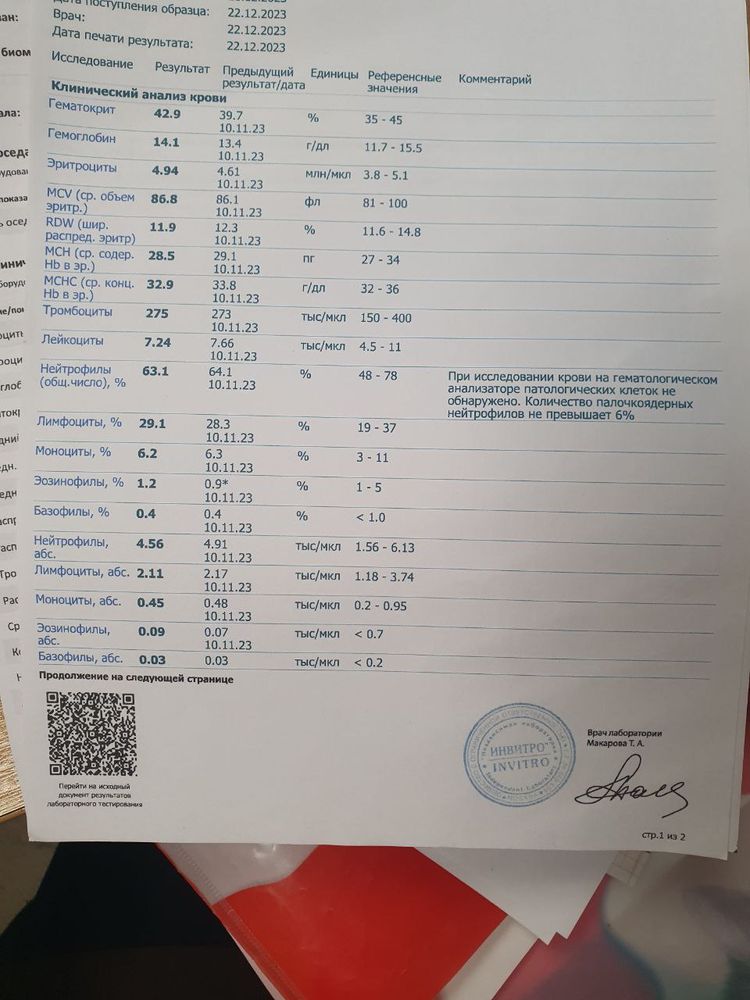 Дата поступления образца: 22.12.2023
Врач: 22.12.2023
Дата печати результата: 22.12.2023
Исследование Результат Предыдущий результат/дата Единицы Референсные значения Комментарий
Клинический анализ крови
Гематокрит 42.9 39.7 % 35 - 45
10.11.23
Гемоглобин 14.1 13.4 г/дл 11.7 - 15.5
10.11.23
Эритроциты 4.94 4.61 млн/мкл 3.8 - 5.1
10.11.23
MCV (ср. объем эритр.) 86.8 86.1 фл 81 - 100
10.11.23
RDW (шир. распред. эритр) 11.9 12.3 % 11.6 - 14.8
10.11.23
MCH (ср. содер. Hb в эр.) 28.5 29.1 пг 27 - 34
10.11.23
MCHC (ср. конц. Hb в эр.) 32.9 33.8 г/дл 32 - 36
10.11.23
Тромбоциты 275 273 тыс/мкл 150 - 400
10.11.23
Лейкоциты 7.24 7.66 тыс/мкл 4.5 - 11
10.11.23
Нейтрофилы (общ.число), % 63.1 64.1 % 48 - 78
10.11.23
При исследовании крови на гематологическом
анализаторе патологических клеток не
обнаружено. Количество палочкоядерных
нейтрофилов не превышает 6%
Лимфоциты, % 29.1 28.3 % 19 - 37
10.11.23
Моноциты, % 6.2 6.3 % 3 - 11
10.11.23
Эозинофилы, % 1.2 0.9* % 1 - 5
10.11.23
Базофилы, % 0.4 0.4 % < 1.0
10.11.23
Нейтрофилы, абс. 4.56 4.91 тыс/мкл 1.56 - 6.13
10.11.23
Лимфоциты, абс. 2.11 2.17 тыс/мкл 1.18 - 3.74
10.11.23
Моноциты, абс. 0.45 0.48 тыс/мкл 0.2 - 0.95
10.11.23
Эозинофилы, абс. 0.09 0.07 тыс/мкл < 0.7
10.11.23
Базофилы, абс. 0.03 0.03 тыс/мкл < 0.2
Продолжение на следующей странице
Перейти на исходный
документ результатов
лабораторного тестирования
ИНВИТРО
INVITRO
Врач лаборатории
Макарова Т. А.
стр.1 из 2